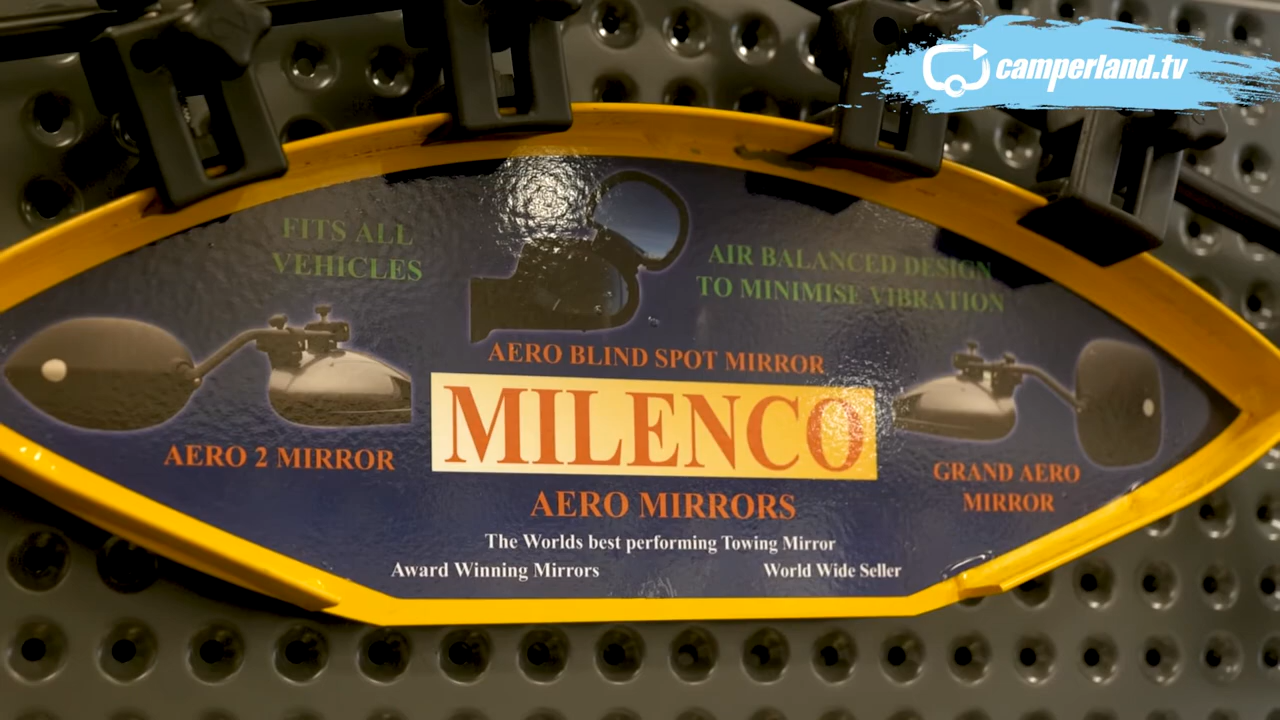 camperland.tv
FITS ALL
VEHICLES
AIR BALANCED DESIGN
TO MINIMISE VIBRATION
AERO BLIND SPOT MIRROR
MILENCO
AERO 2 MIRROR
GRAND AERO
MIRROR
AERO MIRRORS
The Worlds best performing Towing Mirror
Award Winning Mirrors
World Wide Seller